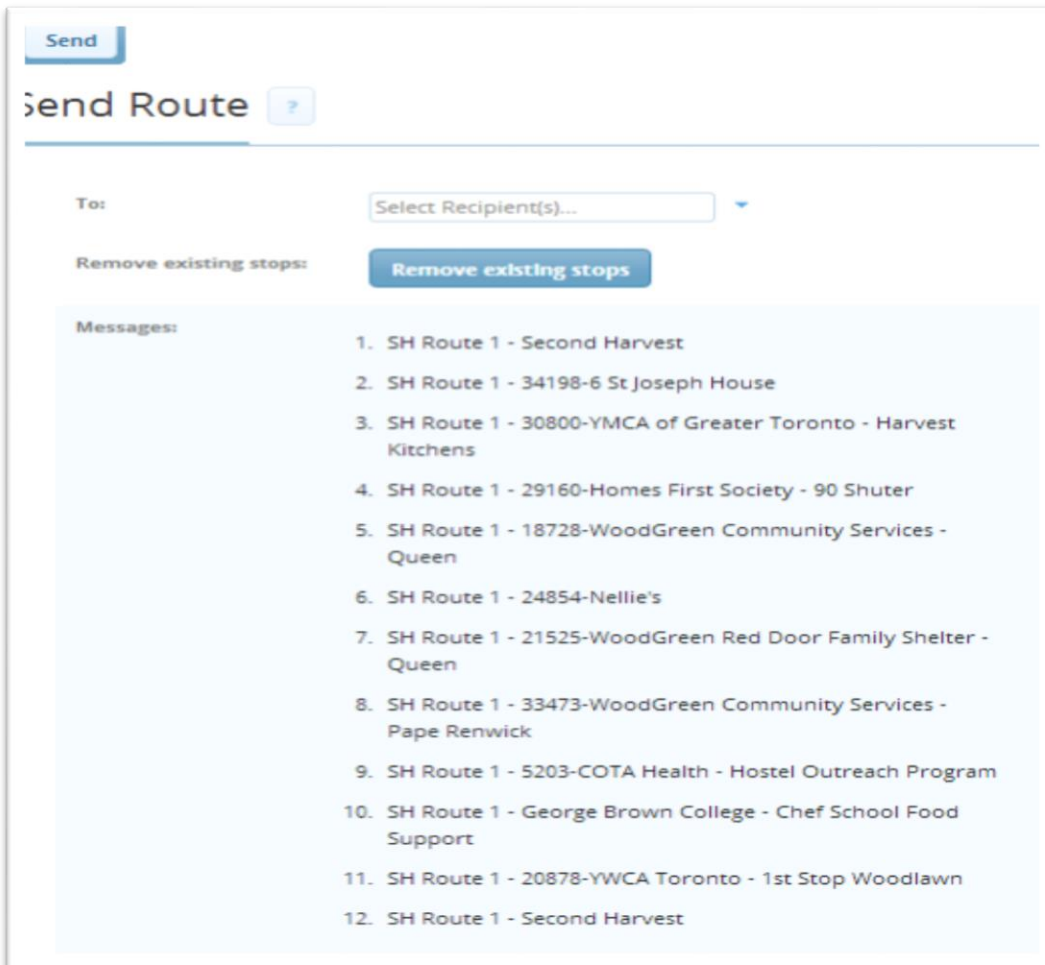 Send
Send Route ?
To:
Select Recipient(s)...
Remove existing stops:
Remove existing stops
Messages:
1. SH Route 1 - Second Harvest
2. SH Route 1 - 34198-6 St Joseph House
3. SH Route 1 - 30800-YMCA of Greater Toronto - Harvest
Kitchens
4. SH Route 1 - 29160-Homes First Society - 90 Shuter
5. SH Route 1 - 18728-WoodGreen Community Services -
Queen
6. SH Route 1 - 24854-Nellie's
7. SH Route 1 - 21525-WoodGreen Red Door Family Shelter -
Queen
8. SH Route 1 - 33473-WoodGreen Community Services -
Pape Renwick
9. SH Route 1 - 5203-COTA Health - Hostel Outreach Program
10. SH Route 1 - George Brown College - Chef School Food
Support
11. SH Route 1 - 20878-YWCA Toronto - 1st Stop Woodlawn
12. SH Route 1 - Second Harvest